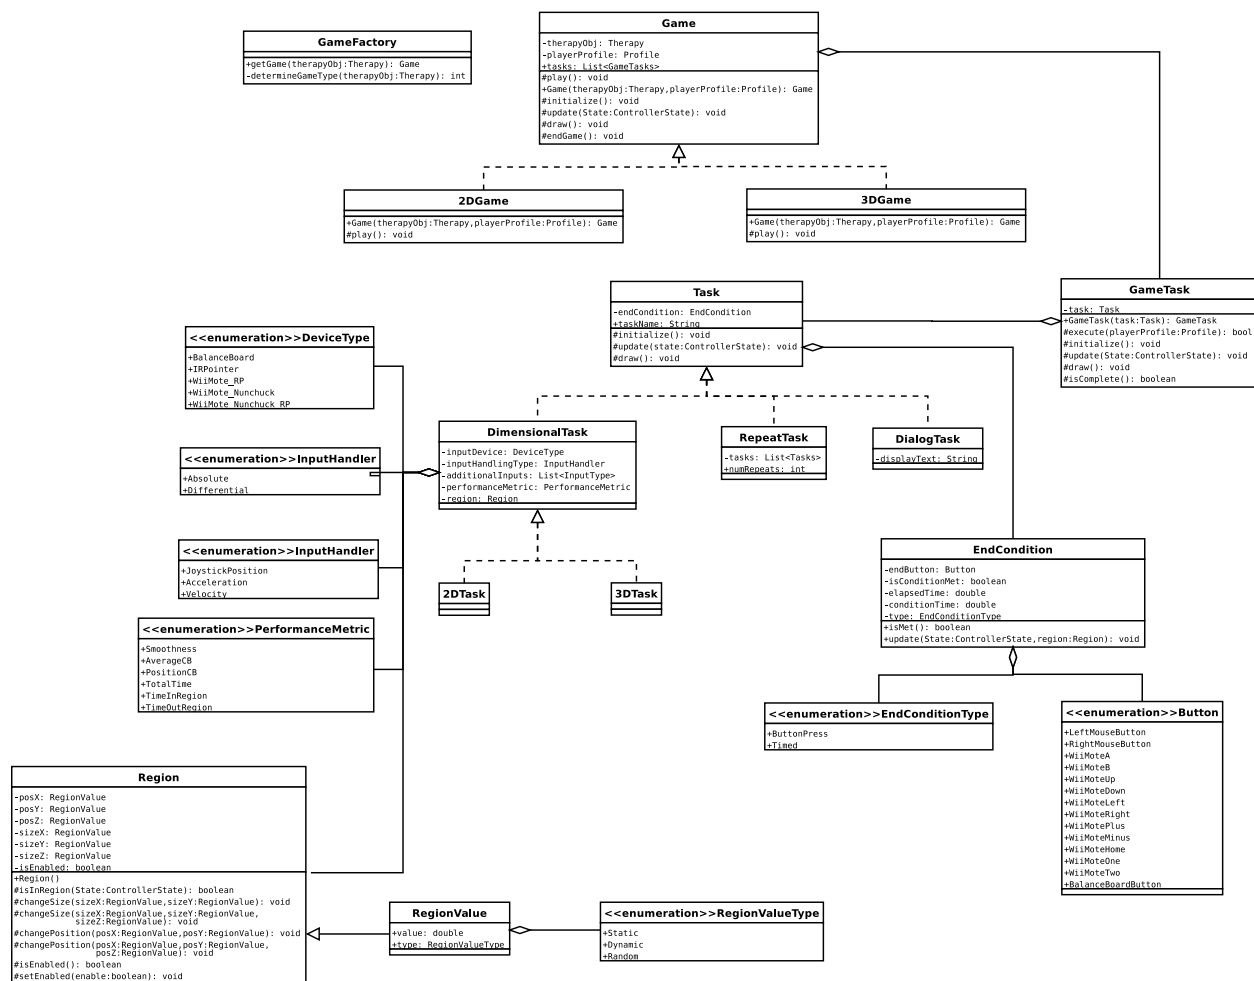 Game
-therapyObj: Therapy
-playerProfile: Profile
+tasks: List<GameTasks>
#play(): void
+Game(therapyObj:Therapy,playerProfile:Profile): Game
#initialize(): void
#update(State:ControllerState): void
#draw(): void
#endGame(): void
GameFactory
+getGame(therapyObj:Therapy): Game
-determineGameType(therapyObj:Therapy): int
2DGame
+Game(therapyObj:Therapy,playerProfile:Profile): Game
#play(): void
3DGame
+Game(therapyObj:Therapy,playerProfile:Profile): Game
#play(): void
Task
-endCondition: EndCondition
+taskName: String
#initialize(): void
#update(state:ControllerState): void
#draw(): void
GameTask
-task: Task
+GameTask(task:Task): GameTask
#execute(playerProfile:Profile): bool
#initialize(): void
#update(State:ControllerState): void
#draw(): void
#isComplete(): boolean
<<enumeration>>DeviceType
+BalanceBoard
+IRPointer
+WiiMote_RP
+WiiMote_Nunchuck
+WiiMote_Nunchuck_RP
DimensionalTask
-inputDevice: DeviceType
-inputHandlingType: InputHandler
-additionalInputs: List<InputType>
-performanceMetric: PerformanceMetric
-region: Region
RepeatTask
-tasks: List<Tasks>
+numRepeats: int
DialogTask
-displayText: String
<<enumeration>>InputHandler
+Absolute
+Differential
<<enumeration>>InputHandler
+JoystickPosition
+Acceleration
+Velocity
2DTask
3DTask
EndCondition
-endButton: Button
-isConditionMet: boolean
-elapsedTime: double
-conditionTime: double
-type: EndConditionType
+isMet(): boolean
+update(State:ControllerState,region:Region): void
<<enumeration>>PerformanceMetric
+Smoothness
+AverageCB
+PositionCB
+TotalTime
+TimeInRegion
+TimeOutRegion
<<enumeration>>EndConditionType
+ButtonPress
+Timed
<<enumeration>>Button
+LeftMouseButton
+RightMouseButton
+WiiMoteA
+WiiMoteB
+WiiMoteUp
+WiiMoteDown
+WiiMoteLeft
+WiiMoteRight
+WiiMotePlus
+WiiMoteMinus
+WiiMoteHome
+WiiMoteOne
+WiiMoteTwo
+BalanceBoardButton
Region
-posX: RegionValue
-posY: RegionValue
-posZ: RegionValue
-sizeX: RegionValue
-sizeY: RegionValue
-sizeZ: RegionValue
-isEnabled: boolean
+Region()
#isInRegion(State:ControllerState): boolean
#changeSize(sizeX:RegionValue,sizeY:RegionValue): void
#changeSize(sizeX:RegionValue,sizeY:RegionValue,
sizeZ:RegionValue): void
#changePosition(posX:RegionValue,posY:RegionValue): void
#changePosition(posX:RegionValue,posY:RegionValue,
posZ:RegionValue): void
#isEnabled(): boolean
#setEnabled(enable:boolean): void
RegionValue
+value: double
+type: RegionValueType
<<enumeration>>RegionValueType
+Static
+Dynamic
+Random